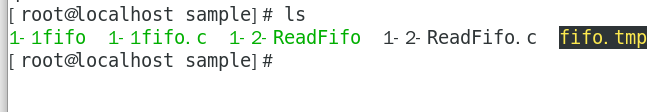 [root@localhost sample]# ls
1-1fifo 1-1fifo.c 1-2-ReadFifo 1-2-ReadFifo.c fifo.tmp
[root@localhost sample]#